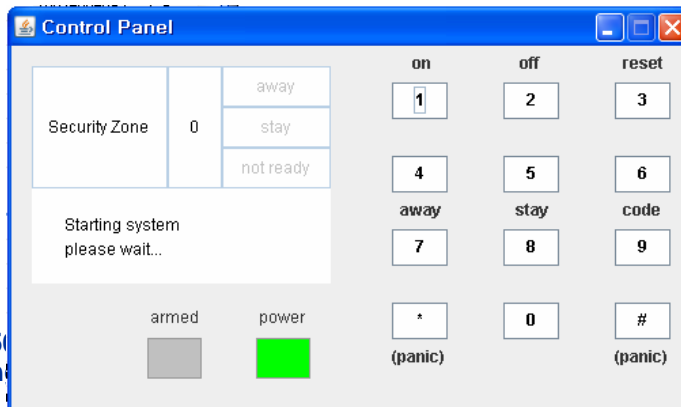 Control Panel
Security Zone
0
away
stay
not ready
Starting system
please wait...
armed
power
on
off
reset
1
2
3
4
5
6
away
stay
code
7
8
9
*
0
#
(panic)
(panic)